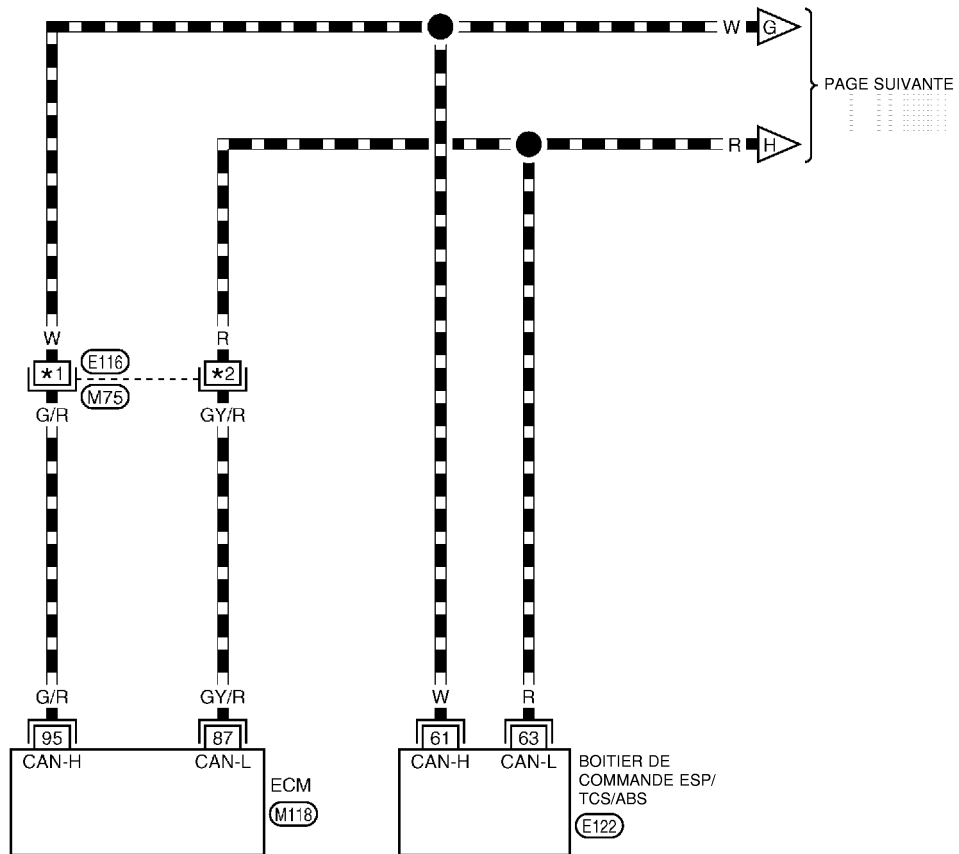 W G
PAGE SUIVANTE
R H
W R
*1 E116 *2
M75
G/R GY/R
G/R GY/R W R
95 87 61 63
CAN-H CAN-L CAN-H CAN-L
ECM
M118
BOITIER DE
COMMANDE ESP/
TCS/ABS
E122